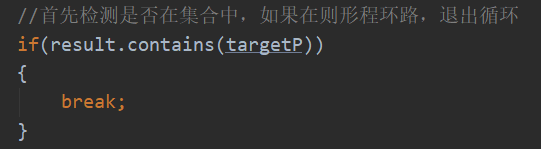 //首先检测是否在集合中，如果在则形程环路，退出循环
if(result.contains(targetP))
{
break;
}